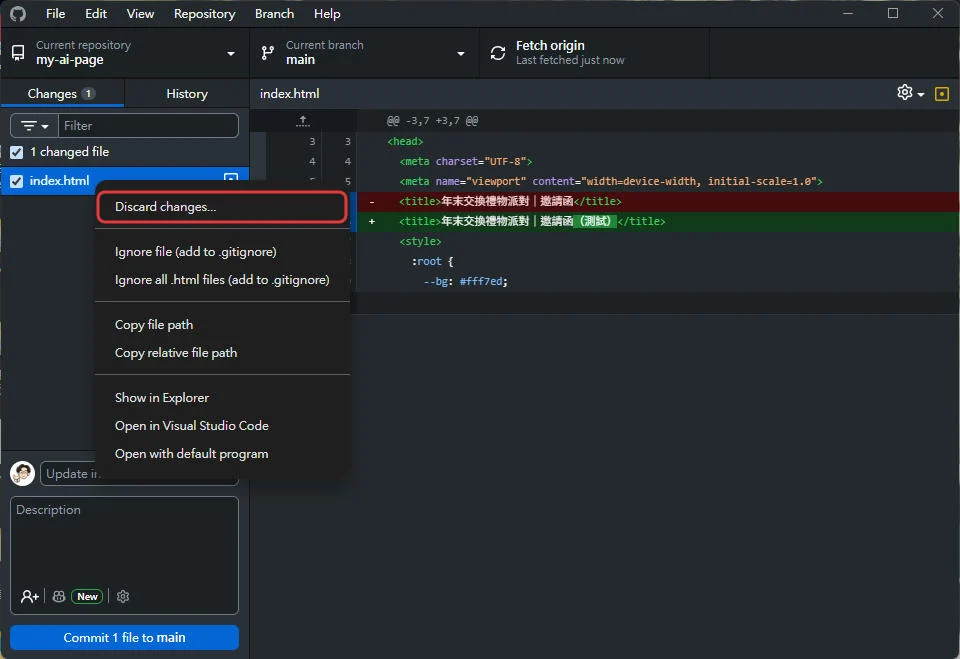 File Edit View Repository Branch Help
Current repository
my-ai-page
Current branch
main
Fetch origin
Last fetched just now
Changes 1
History
index.html
Filter
1 changed file
index.html
Discard changes...
Ignore file (add to .gitignore)
Ignore all .html files (add to .gitignore)
Copy file path
Copy relative file path
Show in Explorer
Open in Visual Studio Code
Open with default program
@@ -3,7 +3,7 @@
3 3 <head>
4 4 <meta charset="UTF-8">
5 5 <meta name="viewport" content="width=device-width, initial-scale=1.0">
- <title>年末交換禮物派對｜邀請函</title>
+ <title>年末交換禮物派對｜邀請函（測試）</title>
<style>
:root {
--bg: #fff7ed;
Update
Description
New
Commit 1 file to main